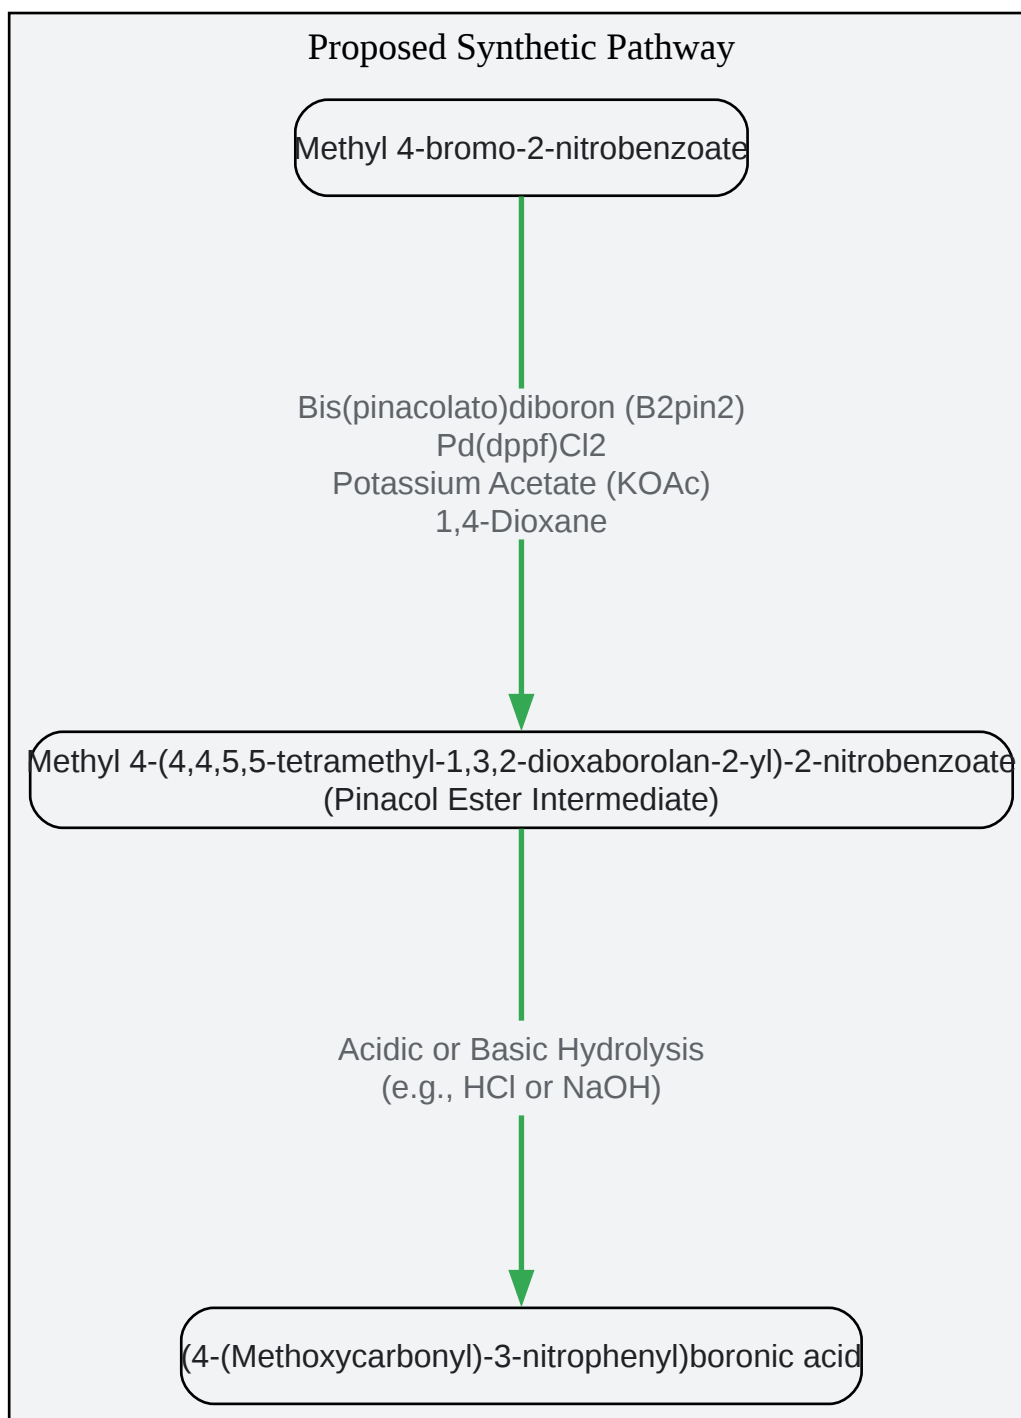 Proposed Synthetic Pathway
Methyl 4-bromo-2-nitrobenzoate
Bis(pinacolato)diboron (B2pin2)
Pd(dppf)Cl2
Potassium Acetate (KOAc)
1,4-Dioxane
Methyl 4-(4,4,5,5-tetramethyl-1,3,2-dioxaborolan-2-yl)-2-nitrobenzoate
(Pinacol Ester Intermediate)
Acidic or Basic Hydrolysis
(e.g., HCl or NaOH)
(4-(Methoxycarbonyl)-3-nitrophenyl)boronic acid